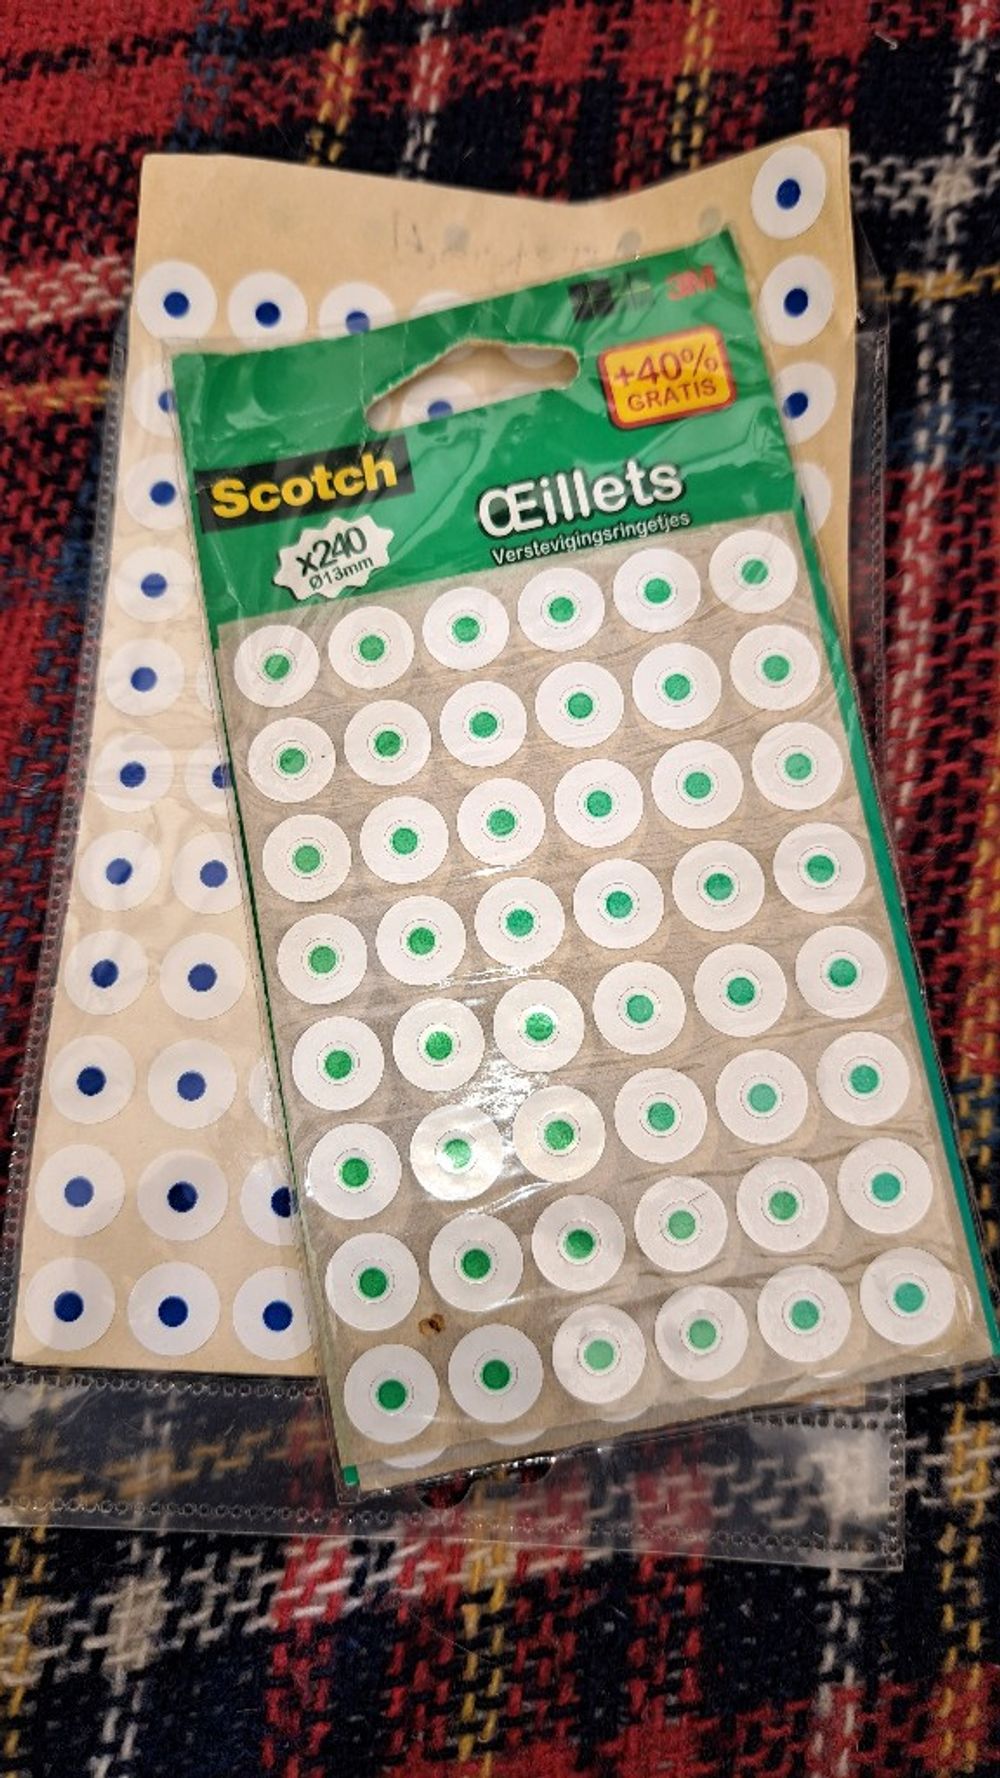 3M
+40%
GRATIS
Scotch
Œillets
Verstevigingsringetjes
x240
Ø13mm